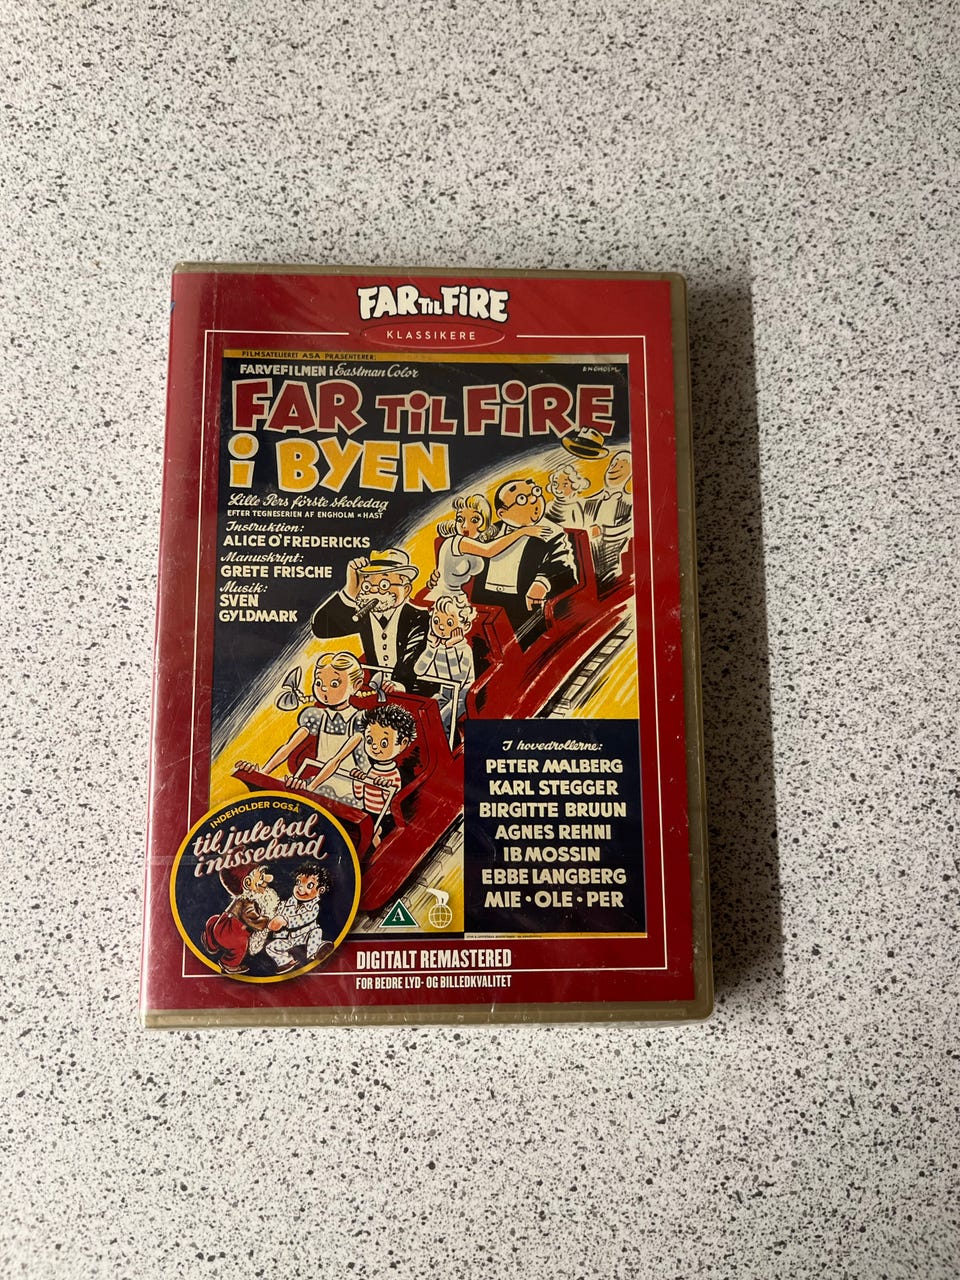 FAR TIL FiRE
KLASSIKERE
FILMSATELIERET ASA PRÆSENTERER:
FARVEFILMEN i Eastman Color
ENGHOLM
FAR TiL FiRE
i BYEN
Lille Pers første skoledag
EFTER TEGNESERIEN AF ENGHOLM * HAST
Instruktion:
ALICE O'FREDERICKS
Manuskript:
GRETE FRISCHE
Musik:
SVEN
GYLDMARK
I hovedrollerne:
PETER MALBERG
KARL STEGGER
BIRGITTE BRUUN
AGNES REHNI
IB MOSSIN
EBBE LANGBERG
MIE • OLE • PER
INDEHOLDER OGSÅ
til julebal
i nisseland
A
DIGITALT REMASTERED
FOR BEDRE LYD- OG BILLEDKVALITET